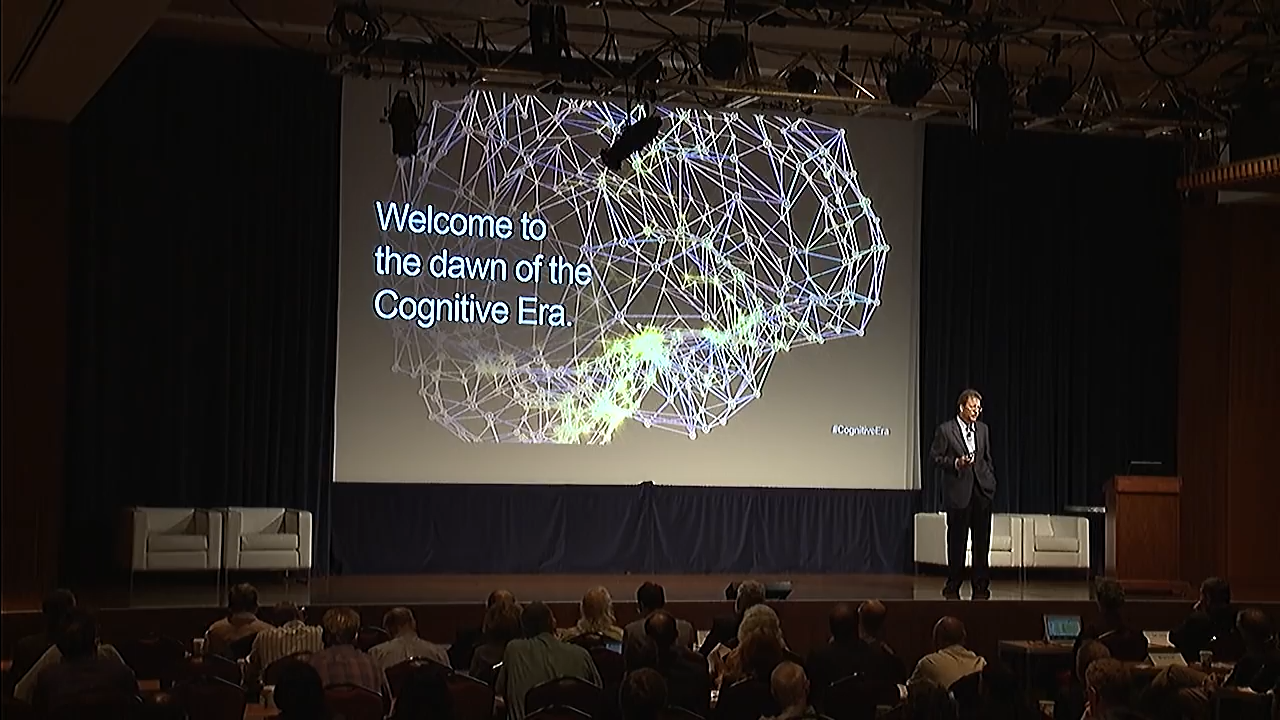 Welcome to
the dawn of the
Cognitive Era.
#CognitiveEra